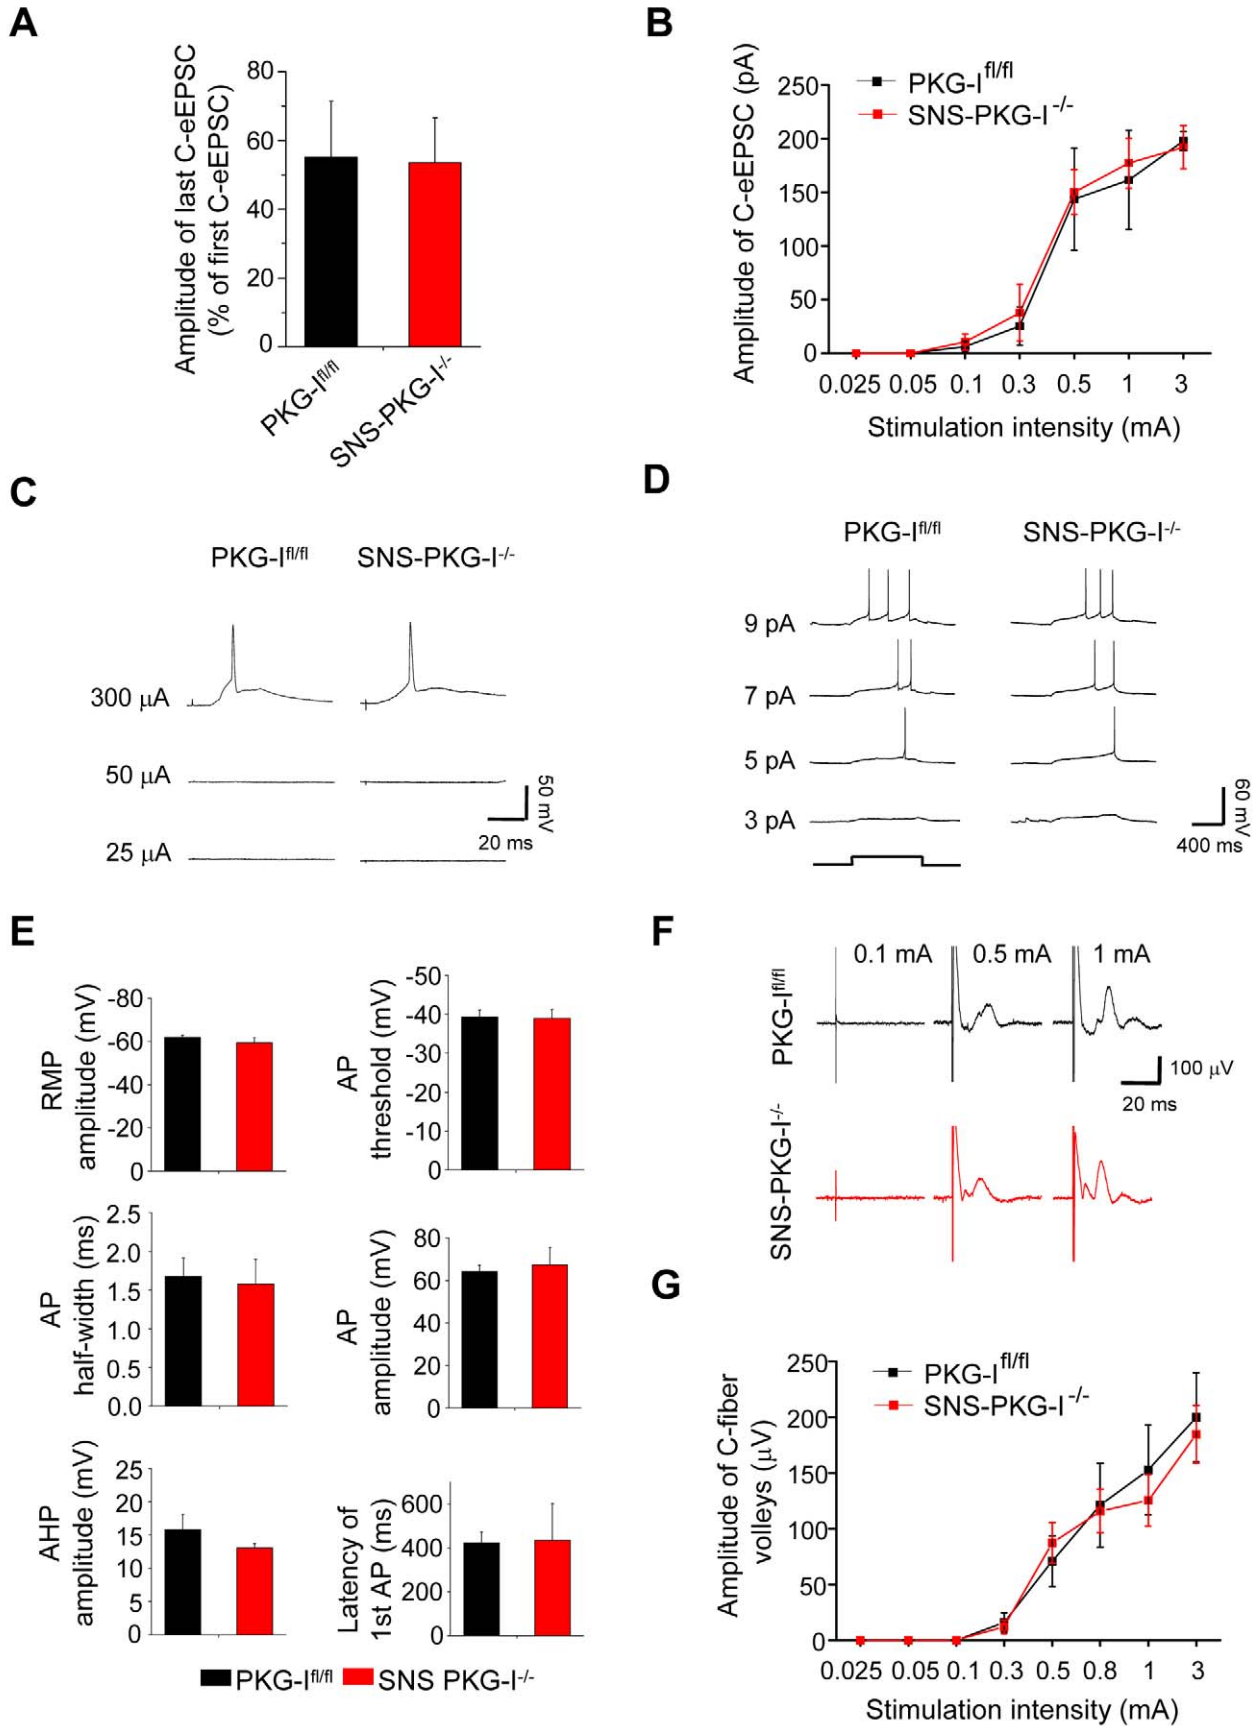 A
Amplitude of last C-eEPSC
(% of first C-eEPSC)
80
60
40
20
0
PKG-I^fl/fl
SNS-PKG-I^-/-
B
Amplitude of C-eEPSC (pA)
250
200
150
100
50
0
PKG-I^fl/fl
SNS-PKG-I^-/-
0.025 0.05 0.1 0.3 0.5 1 3
Stimulation intensity (mA)
C
PKG-I^fl/fl SNS-PKG-I^-/-
300 µA
50 µA
25 µA
50 mV
20 ms
D
PKG-I^fl/fl SNS-PKG-I^-/-
9 pA
7 pA
5 pA
3 pA
60 mV
400 ms
E
RMP
amplitude (mV)
-80
-60
-40
-20
0
AP
threshold (mV)
-50
-40
-30
-20
-10
0
AP
half-width (ms)
2.5
2.0
1.5
1.0
0.5
0.0
AP
amplitude (mV)
80
60
40
20
0
AHP
amplitude (mV)
25
20
15
10
5
0
Latency of
1st AP (ms)
600
400
200
0
PKG-I^fl/fl SNS PKG-I^-/-
F
PKG-I^fl/fl
0.1 mA 0.5 mA 1 mA
100 µV
20 ms
SNS-PKG-I^-/-
G
Amplitude of C-fiber
volleys (µV)
250
200
150
100
50
0
PKG-I^fl/fl
SNS-PKG-I^-/-
0.025 0.05 0.1 0.3 0.5 0.8 1 3
Stimulation intensity (mA)